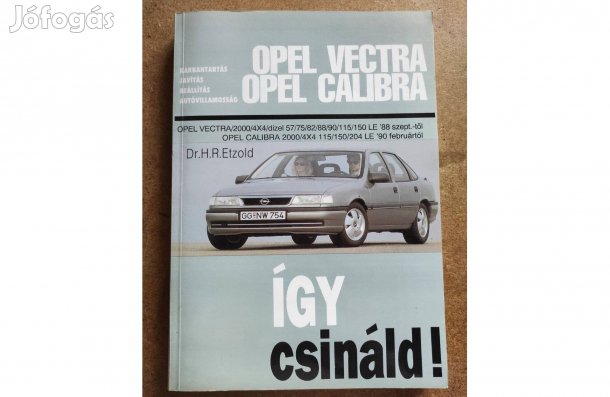 Jófogás
OPEL VECTRA
OPEL CALIBRA
KARBANTARTÁS
JAVÍTÁS
BEÁLLÍTÁS
AUTÓVILLAMOSSÁG
OPEL VECTRA/2000/4X4/dízel 57/75/82/88/90/115/150 LE '88 szept.-től
OPEL CALIBRA 2000/4X4 115/150/204 LE '90 februártól
Dr.H.R.Etzold
GG-NW 754
ÍGY
csináld!